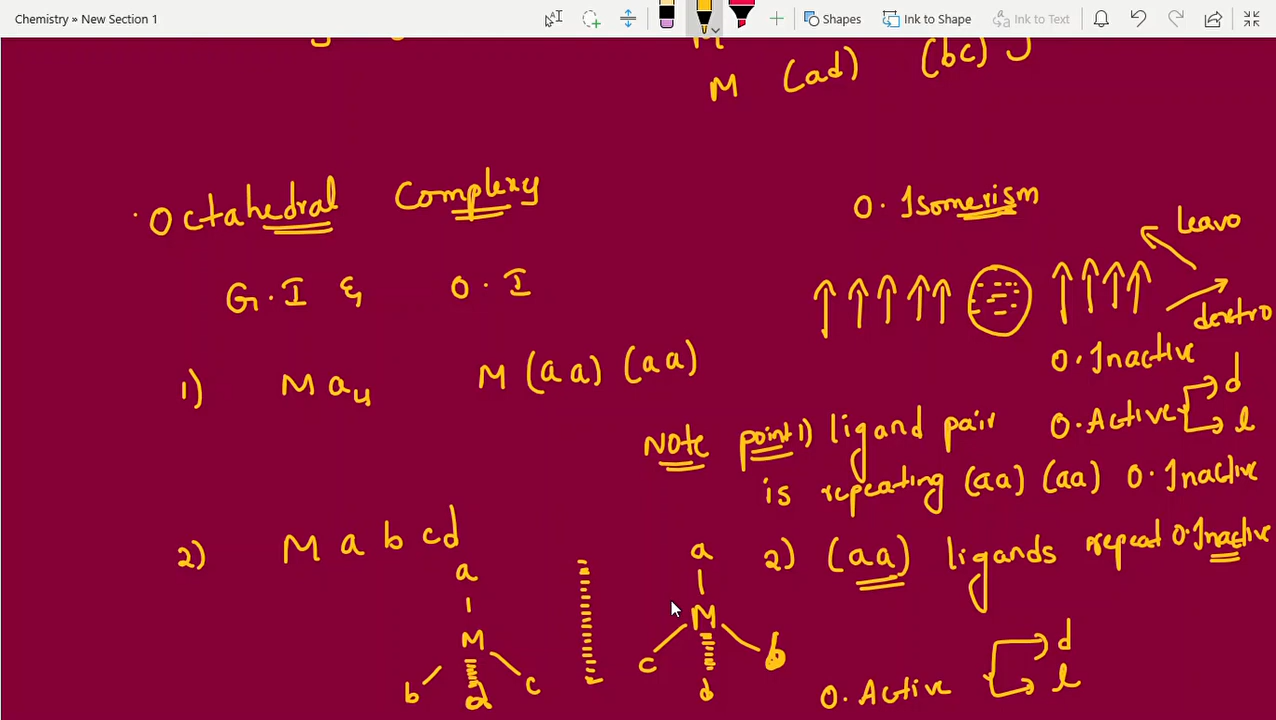 Chemistry » New Section 1
Shapes Ink to Shape Ink to Text
M (ad) (bc)
Octahedral Complexy
G.I & O.I
1) Ma4 M (aa) (aa)
2) M a b c d
a
M
b d c
a
M
c d b
O. Isomerism
leavo
dextro
O. Inactive
O. Active d
l
Note point 1) ligand pair
is repeating (aa) (aa) O. Inactive
2) (aa) ligands repeat O. Inactive
O. Active d
l